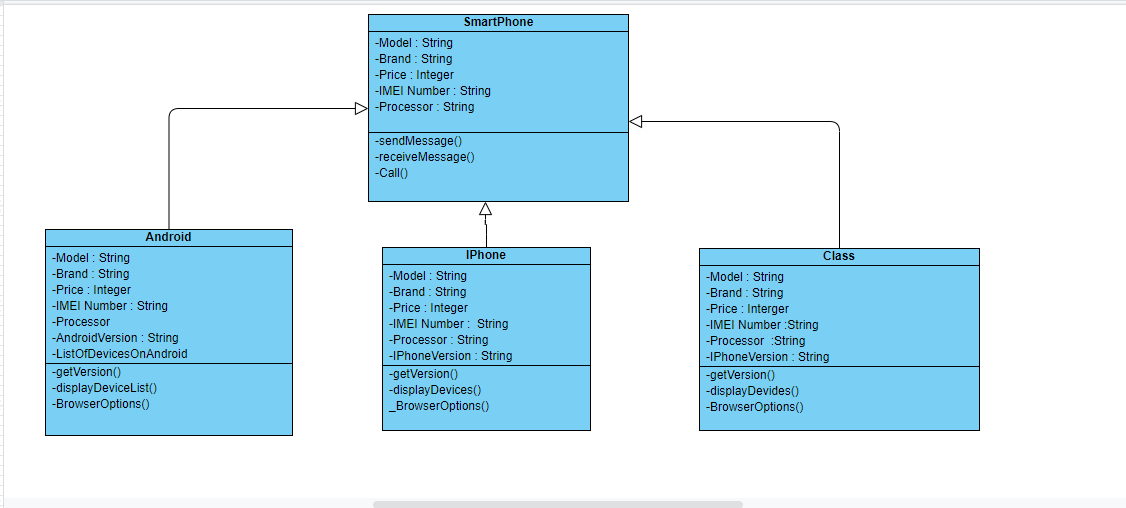 SmartPhone
-Model : String
-Brand : String
-Price : Integer
-IMEI Number : String
-Processor : String
-sendMessage()
-receiveMessage()
-Call()
Android
-Model : String
-Brand : String
-Price : Integer
-IMEI Number : String
-Processor
-AndroidVersion : String
-ListOfDevicesOnAndroid
-getVersion()
-displayDeviceList()
-BrowserOptions()
IPhone
-Model : String
-Brand : String
-Price : Integer
-IMEI Number :  String
-Processor : String
-IPhoneVersion : String
-getVersion()
-displayDevices()
_BrowserOptions()
Class
-Model : String
-Brand : String
-Price : Interger
-IMEI Number :String
-Processor  :String
-IPhoneVersion : String
-getVersion()
-displayDevides()
-BrowserOptions()